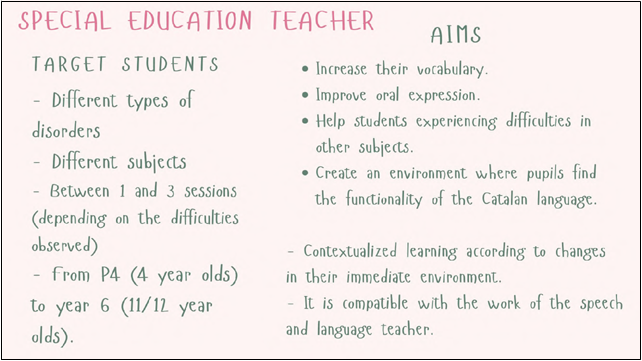 SPECIAL EDUCATION TEACHER
TARGET STUDENTS
- Different types of
disorders
- Different subjects
- Between 1 and 3 sessions
(depending on the difficulties
observed)
- From P4 (4 year olds)
to year 6 (11/12 year
olds).
AIMS
• Increase their vocabulary.
• Improve oral expression.
• Help students experiencing difficulties in
other subjects.
• Create an environment where pupils find
the functionality of the Catalan language.
- Contextualized learning according to changes
in their immediate environment.
- It is compatible with the work of the speech
and language teacher.